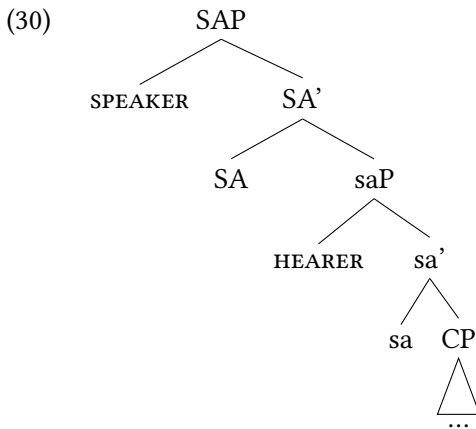 (30) SAP
SPEAKER SA'
SA saP
HEARER sa'
sa CP
...